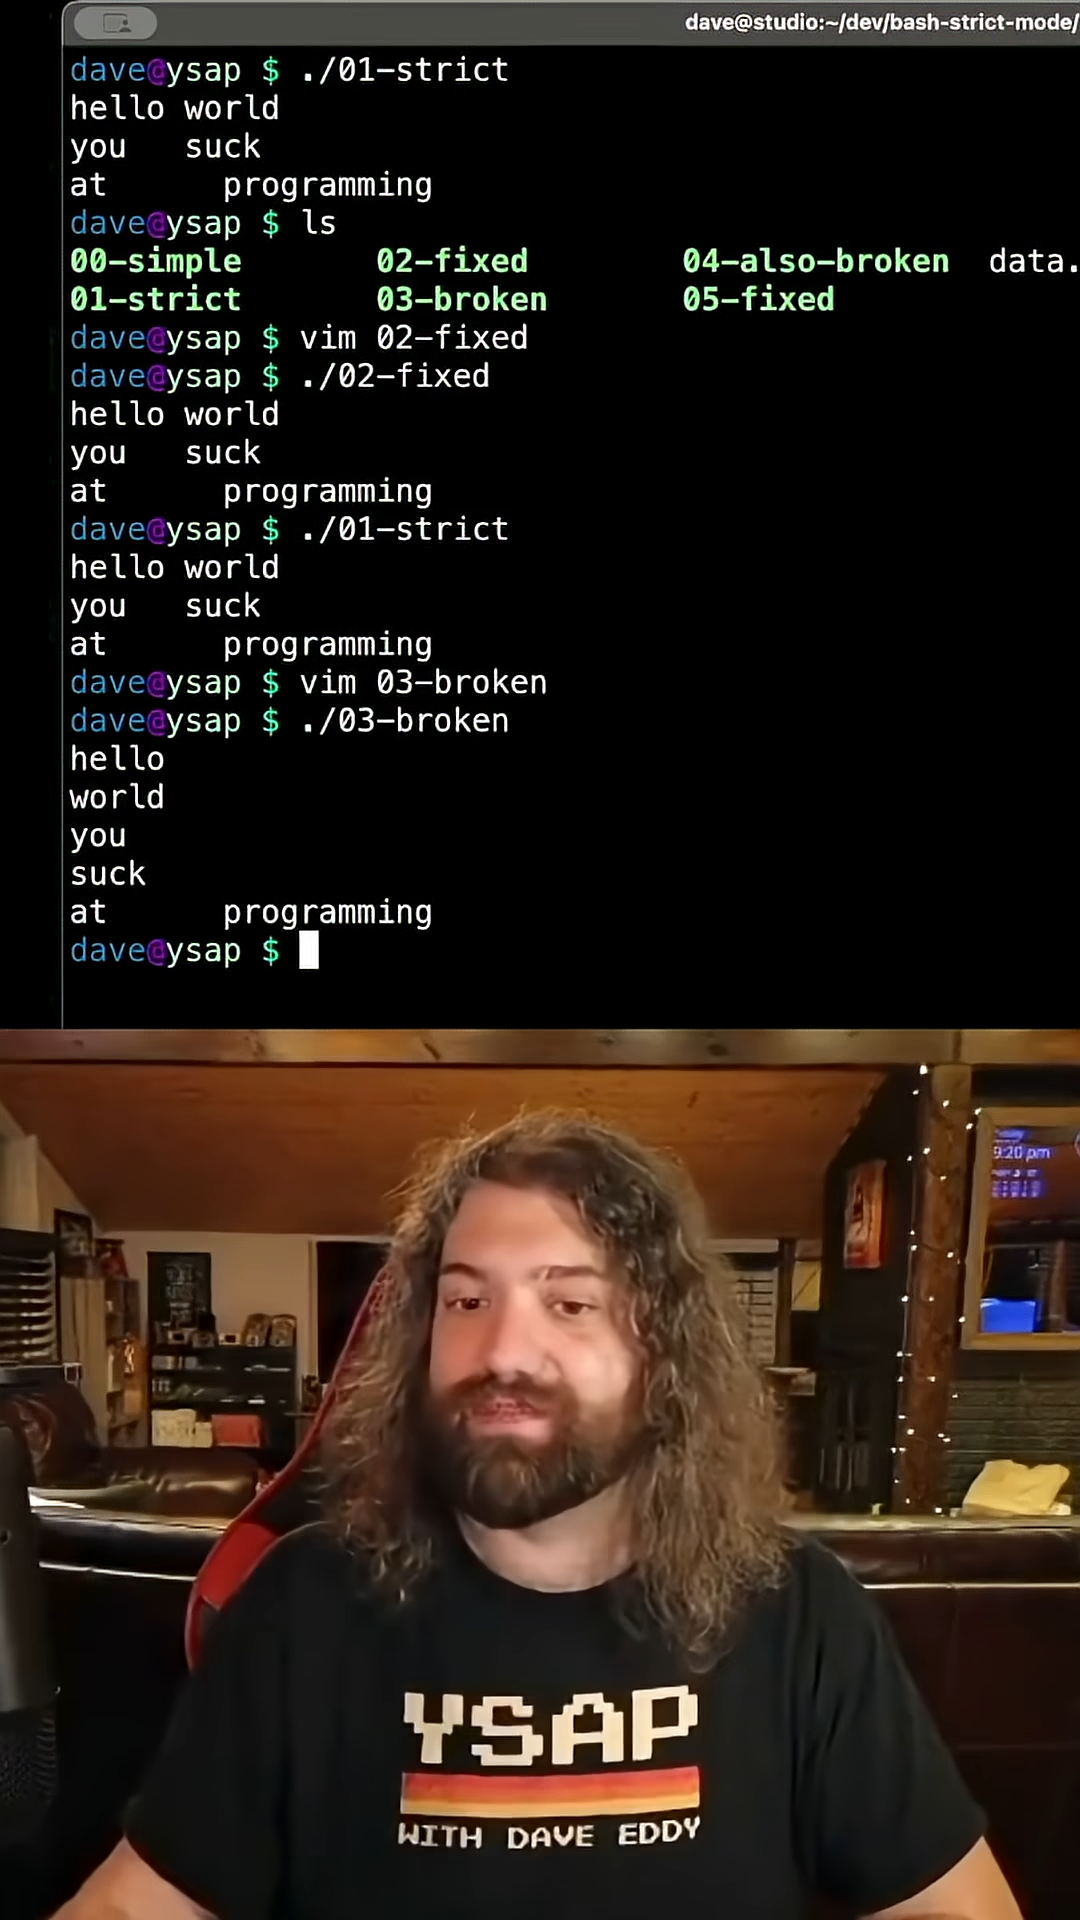 dave@studio:~/dev/bash-strict-mode/
dave@ysap $ ./01-strict
hello world
you   suck
at      programming
dave@ysap $ ls
00-simple       02-fixed        04-also-broken  data.
01-strict       03-broken       05-fixed
dave@ysap $ vim 02-fixed
dave@ysap $ ./02-fixed
hello world
you   suck
at      programming
dave@ysap $ ./01-strict
hello world
you   suck
at      programming
dave@ysap $ vim 03-broken
dave@ysap $ ./03-broken
hello
world
you
suck
at      programming
dave@ysap $
9:20 pm
YSAP
WITH DAVE EDDY